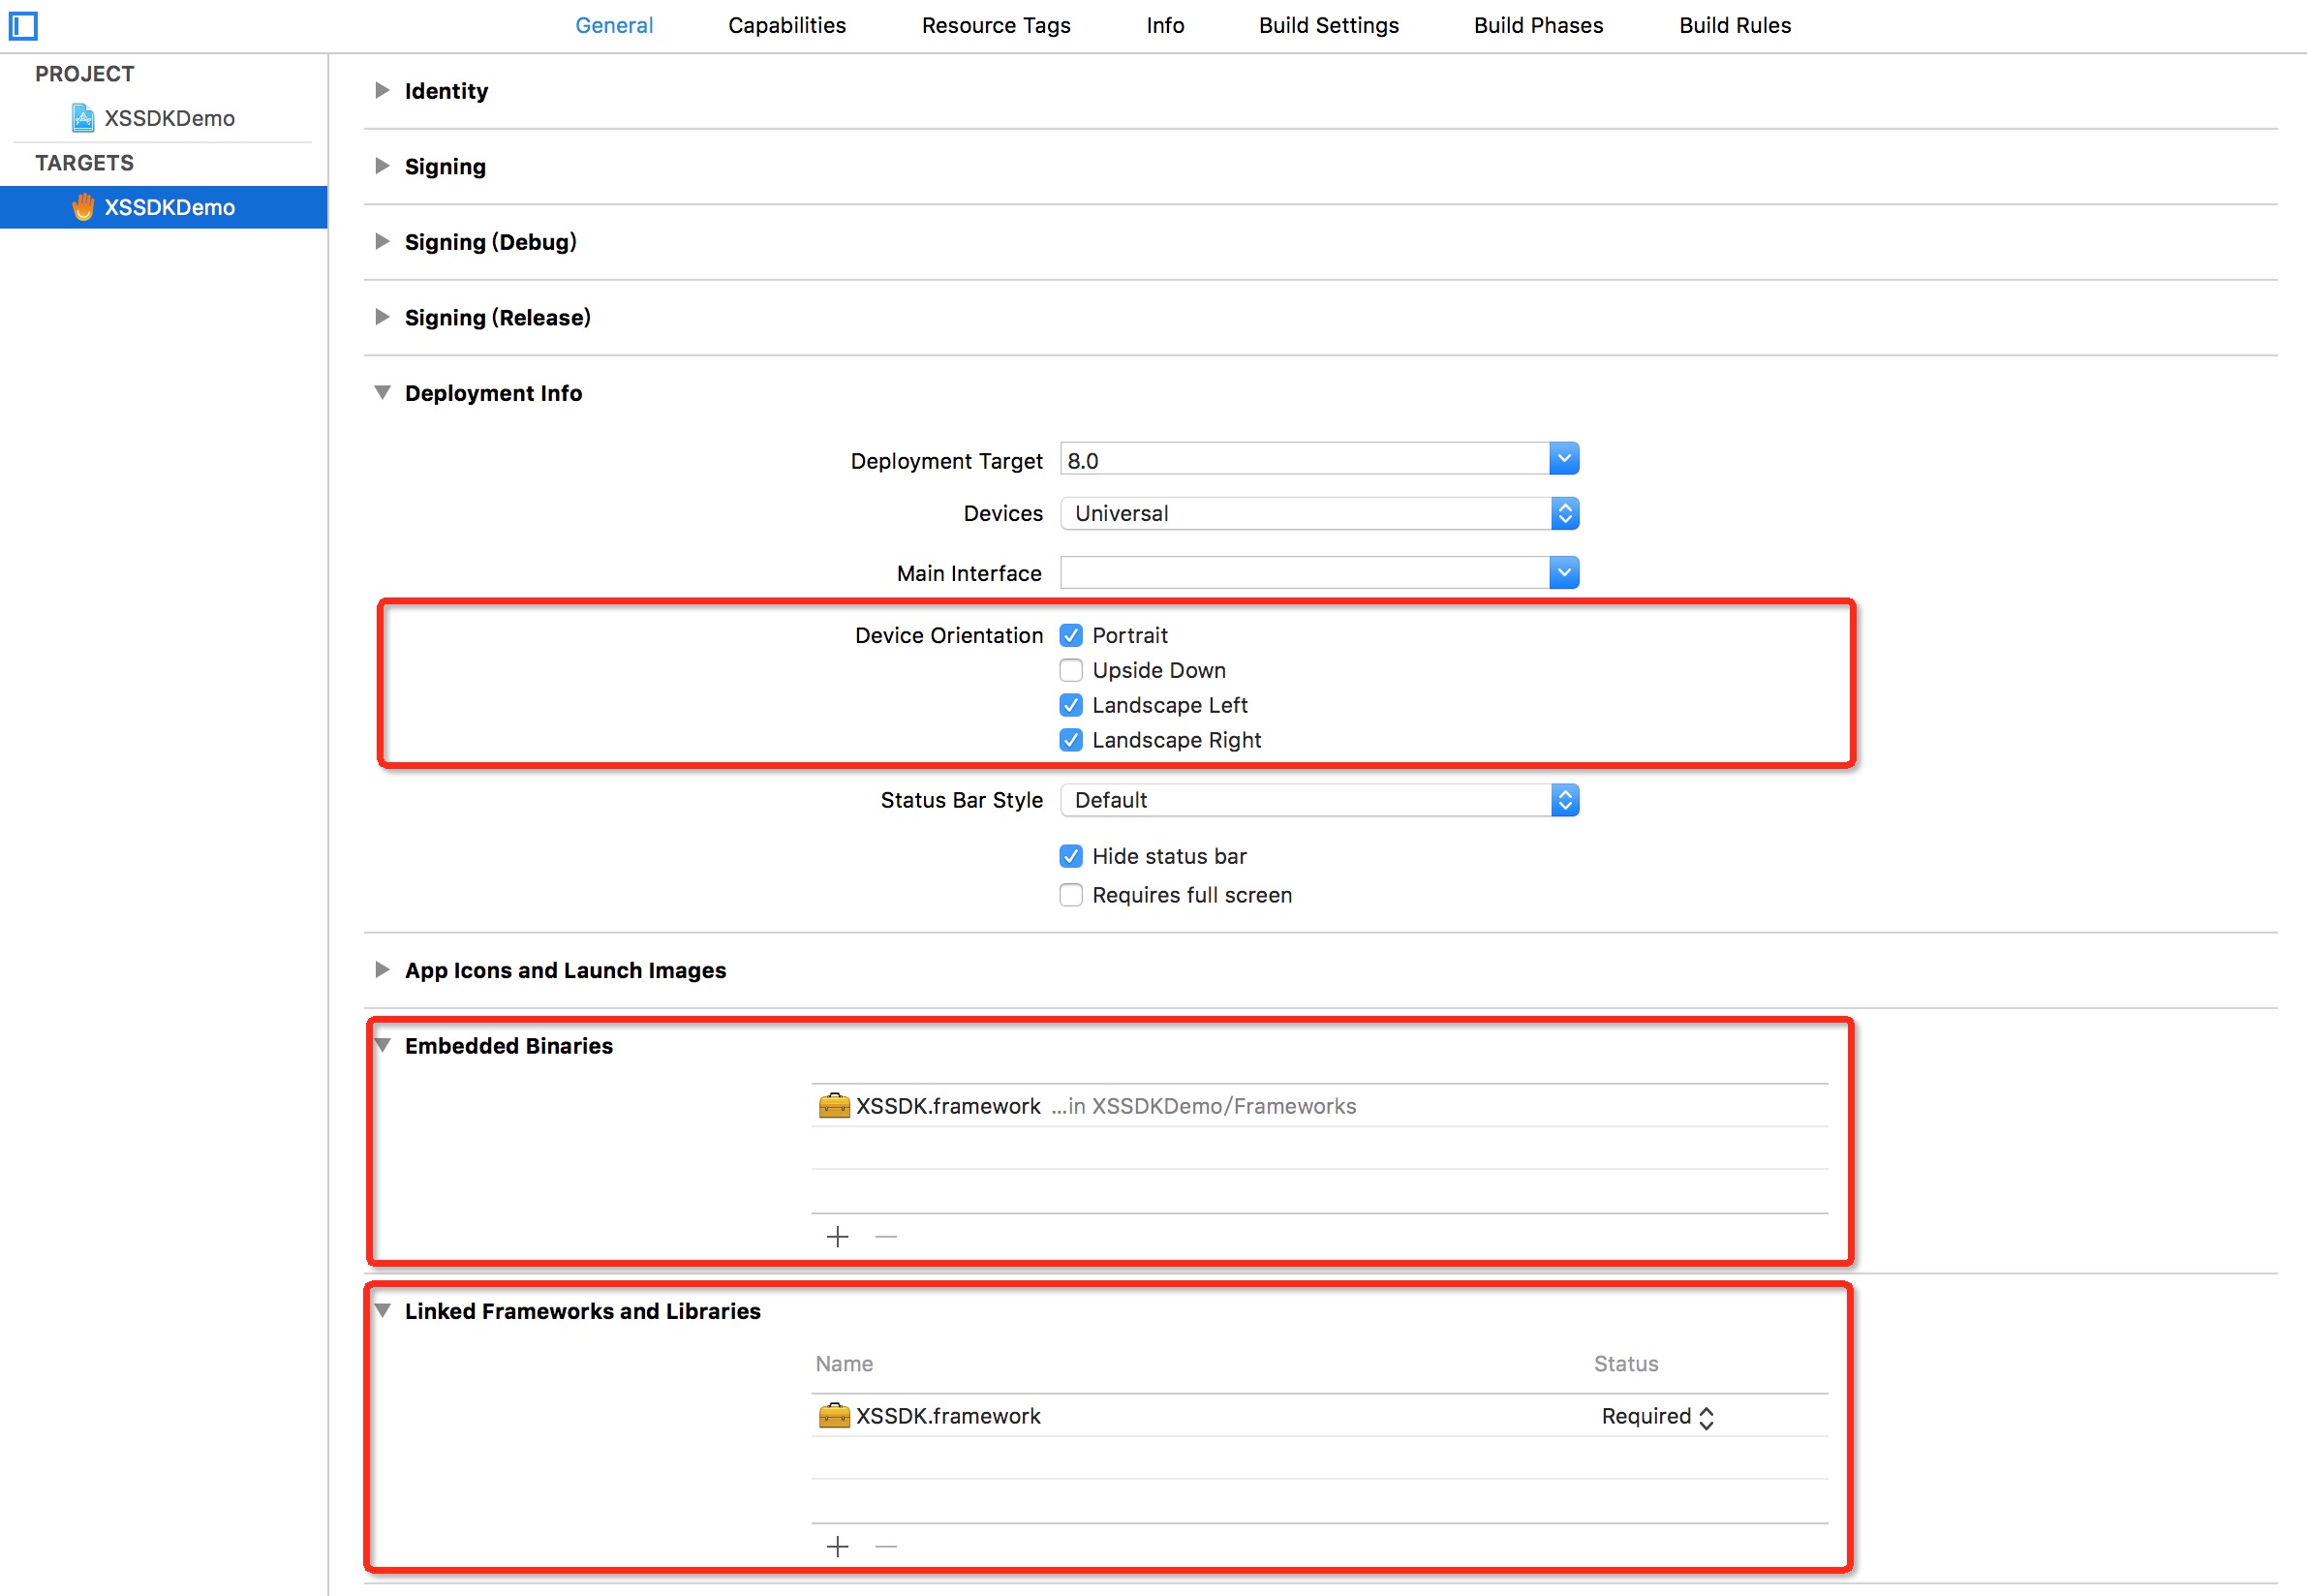 General Capabilities Resource Tags Info Build Settings Build Phases Build Rules
PROJECT
XSSDKDemo
TARGETS
XSSDKDemo
Identity
Signing
Signing (Debug)
Signing (Release)
Deployment Info
Deployment Target 8.0
Devices Universal
Main Interface
Device Orientation Portrait
Upside Down
Landscape Left
Landscape Right
Status Bar Style Default
Hide status bar
Requires full screen
App Icons and Launch Images
Embedded Binaries
XSSDK.framework ...in XSSDKDemo/Frameworks
Linked Frameworks and Libraries
Name Status
XSSDK.framework Required